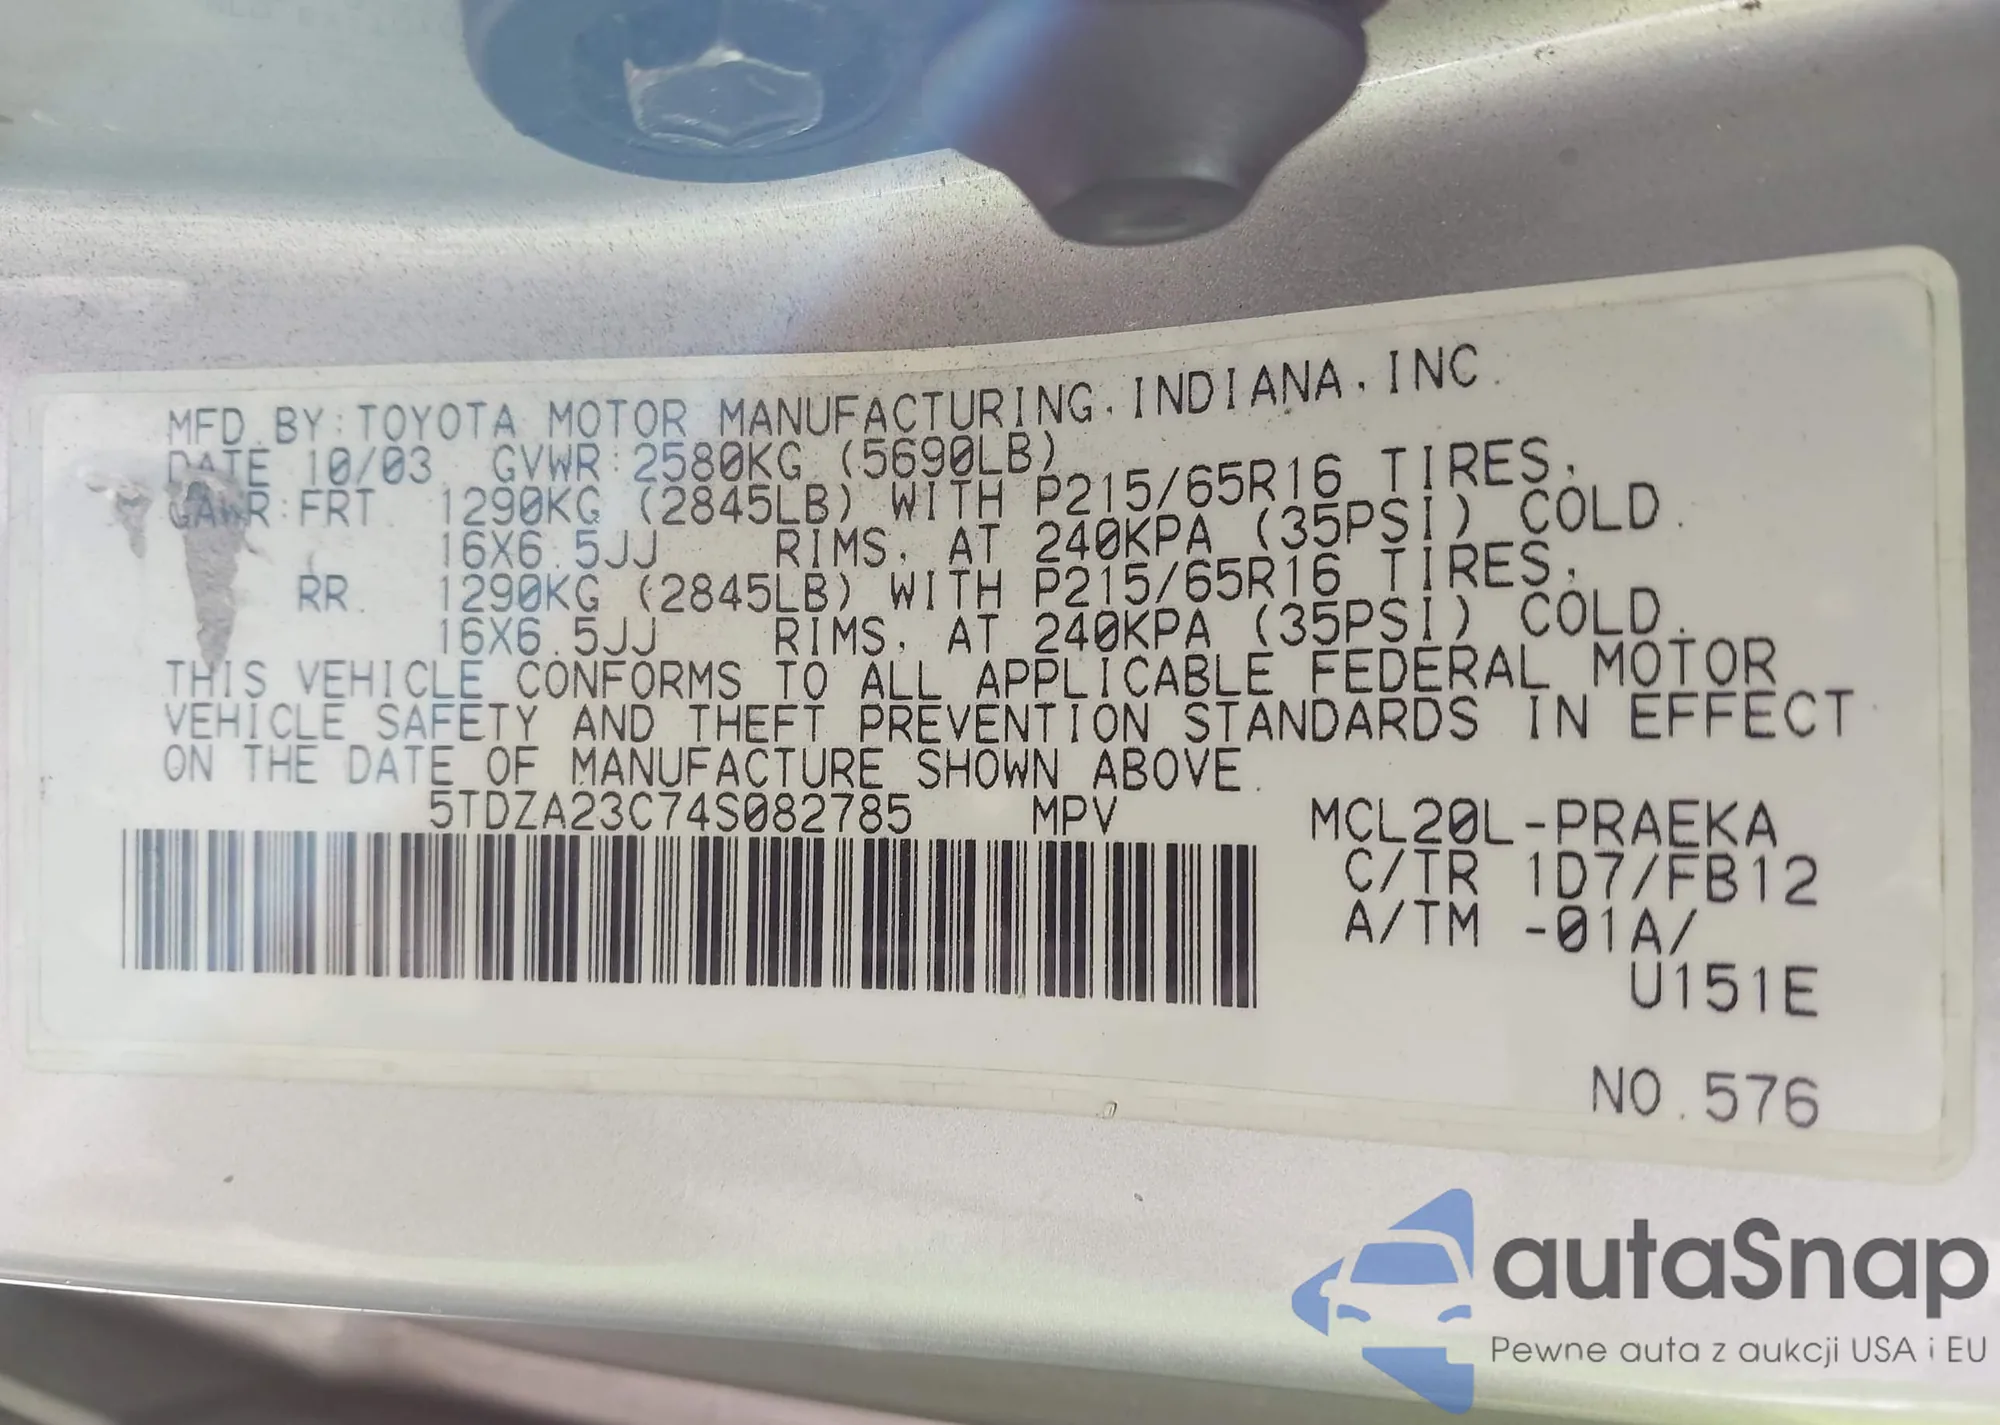 MFD. BY: TOYOTA MOTOR MANUFACTURING, INDIANA, INC.
DATE 10/03 GVWR: 2580KG (5690LB)
GAWR: FRT. 1290KG (2845LB) WITH P215/65R16 TIRES,
16X6.5JJ RIMS, AT 240KPA (35PSI) COLD.
RR. 1290KG (2845LB) WITH P215/65R16 TIRES,
16X6.5JJ RIMS, AT 240KPA (35PSI) COLD.
THIS VEHICLE CONFORMS TO ALL APPLICABLE FEDERAL MOTOR
VEHICLE SAFETY AND THEFT PREVENTION STANDARDS IN EFFECT
ON THE DATE OF MANUFACTURE SHOWN ABOVE.
5TDZA23C74S082785 MPV MCL20L-PRAEKA
C/TR 1D7/FB12
A/TM -01A/
U151E
NO.576
autaSnap
Pewne auta z aukcji USA i EU